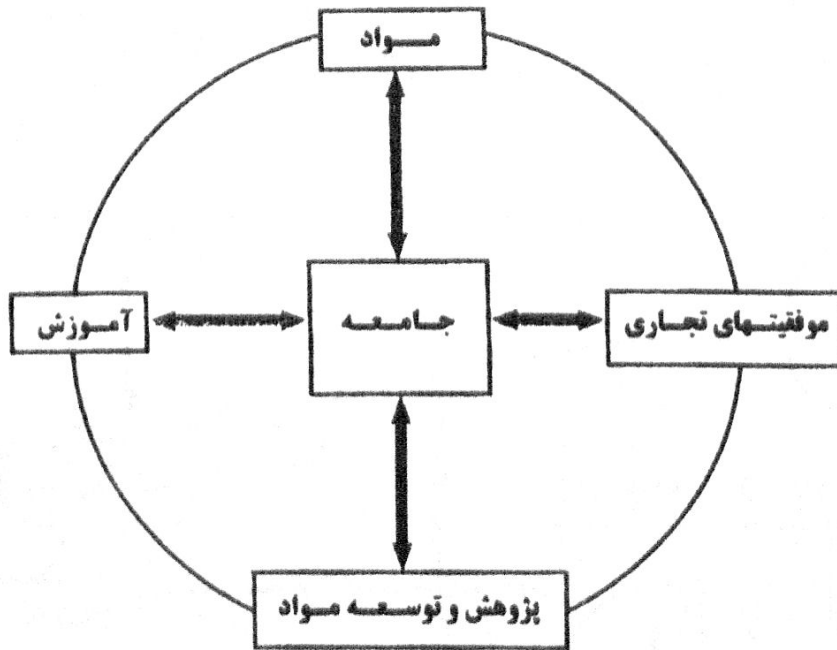 مواد
جامعه
موفقیتهای تجاری
آموزش
پژوهش و توسعه مواد